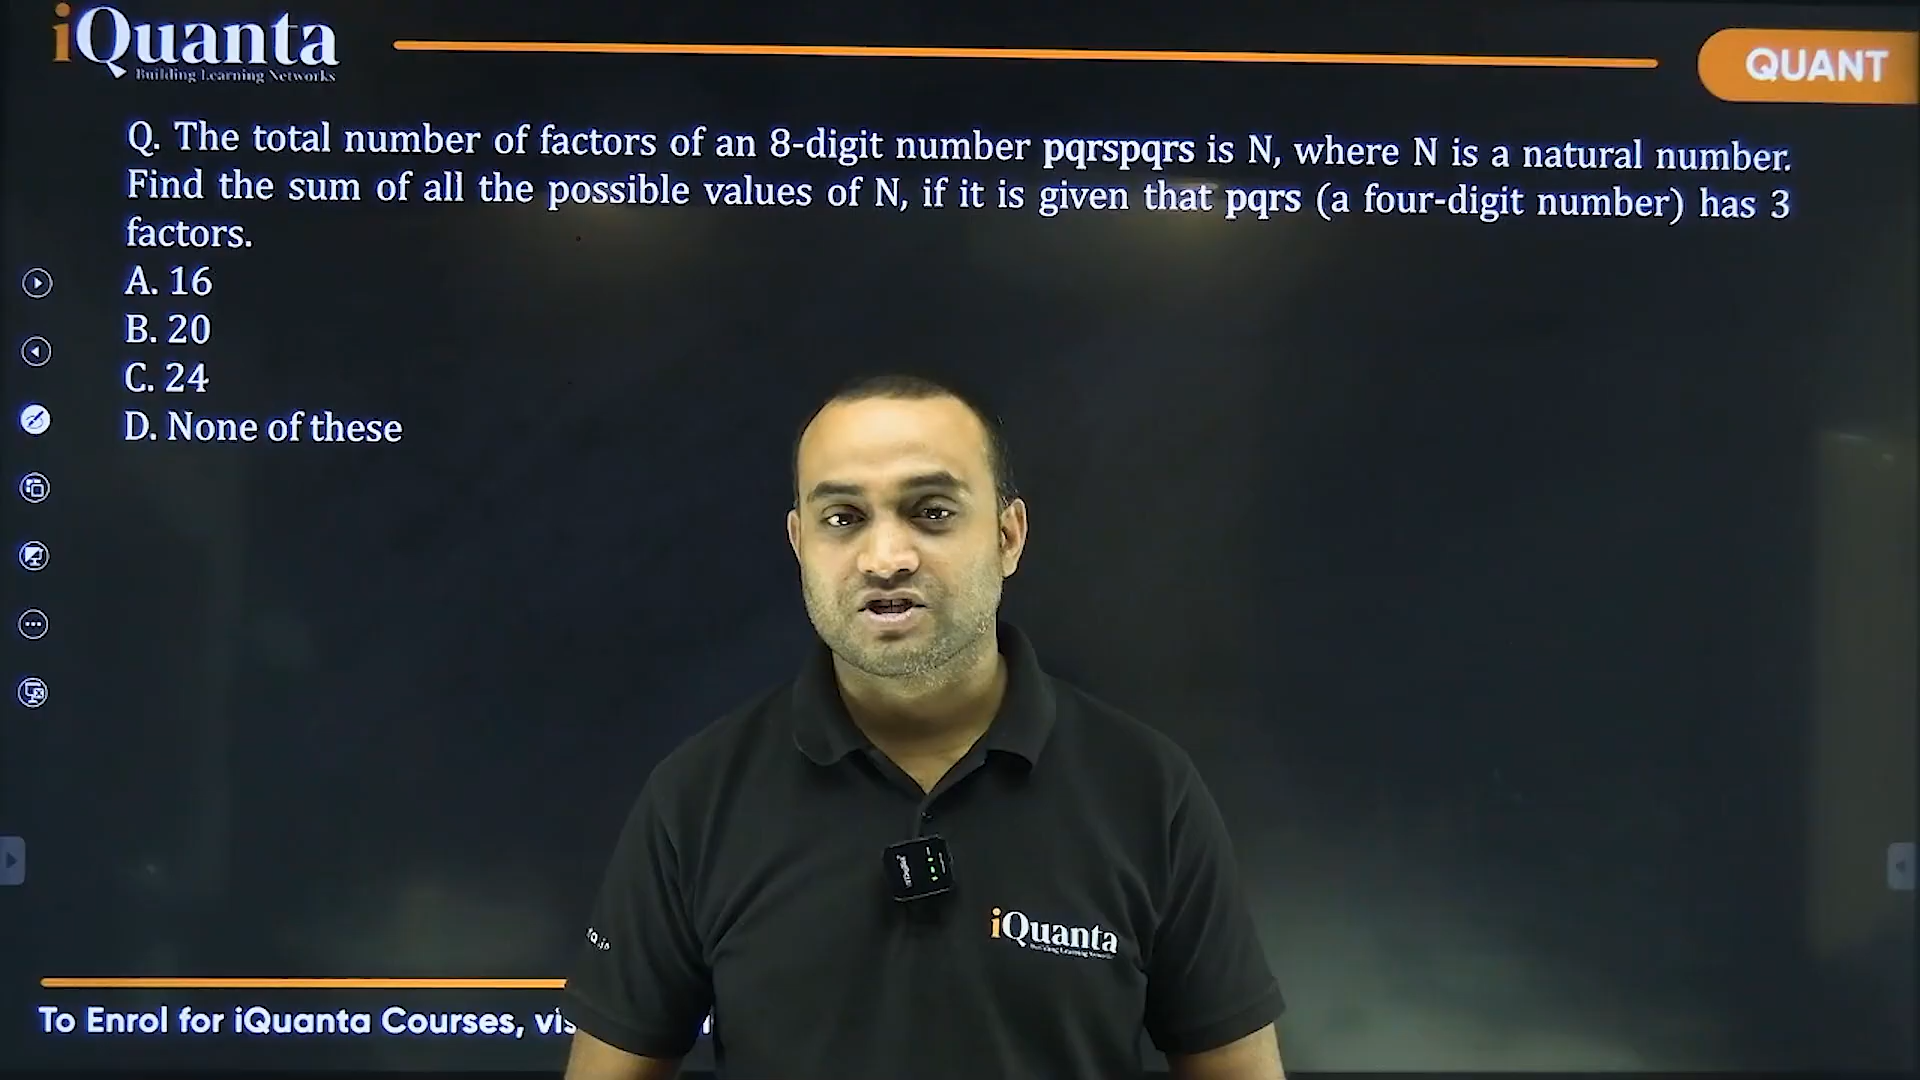 iQuanta
Building Learning Networks
QUANT
Q. The total number of factors of an 8-digit number pqrspqrs is N, where N is a natural number.
Find the sum of all the possible values of N, if it is given that pqrs (a four-digit number) has 3
factors.
A. 16
B. 20
C. 24
D. None of these
iQuanta
To Enrol for iQuanta Courses,